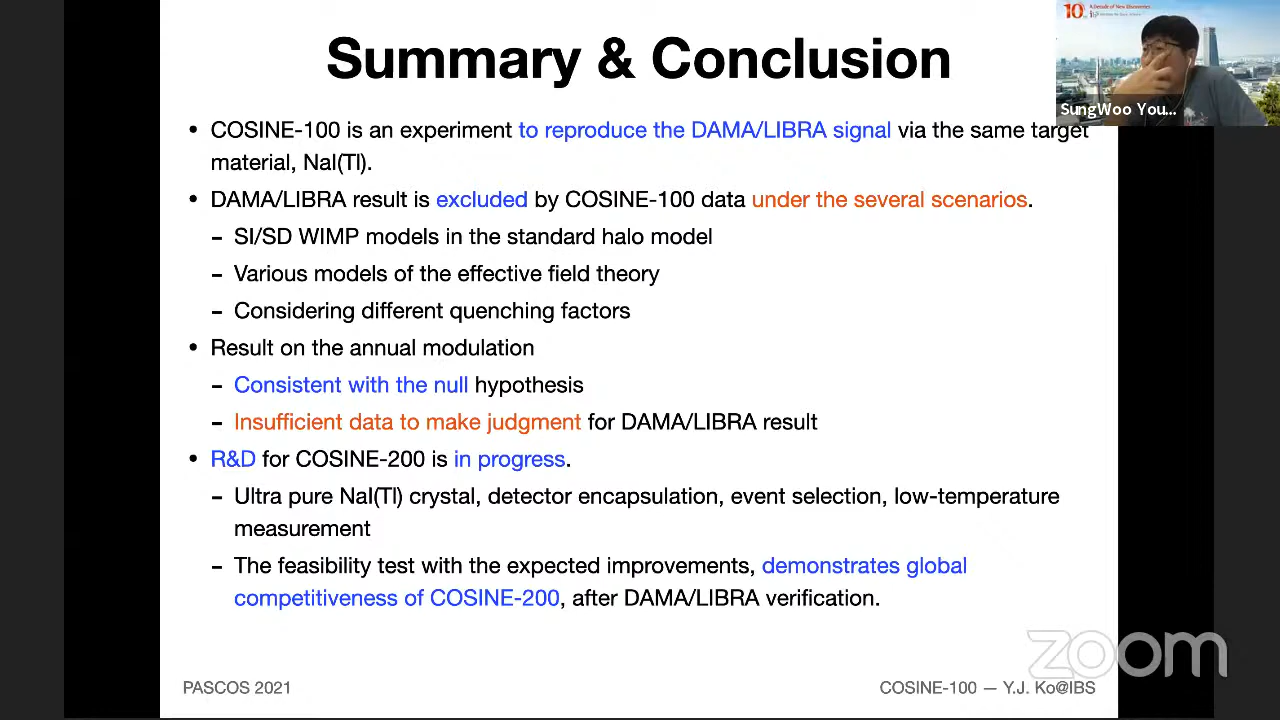 Summary & Conclusion
10 A Decade of New Discoveries
SungWoo You...
• COSINE-100 is an experiment to reproduce the DAMA/LIBRA signal via the same target
material, NaI(Tl).
• DAMA/LIBRA result is excluded by COSINE-100 data under the several scenarios.
– SI/SD WIMP models in the standard halo model
– Various models of the effective field theory
– Considering different quenching factors
• Result on the annual modulation
– Consistent with the null hypothesis
– Insufficient data to make judgment for DAMA/LIBRA result
• R&D for COSINE-200 is in progress.
– Ultra pure NaI(Tl) crystal, detector encapsulation, event selection, low-temperature
measurement
– The feasibility test with the expected improvements, demonstrates global
competitiveness of COSINE-200, after DAMA/LIBRA verification.
zoom
PASCOS 2021
COSINE-100 — Y.J. Ko@IBS